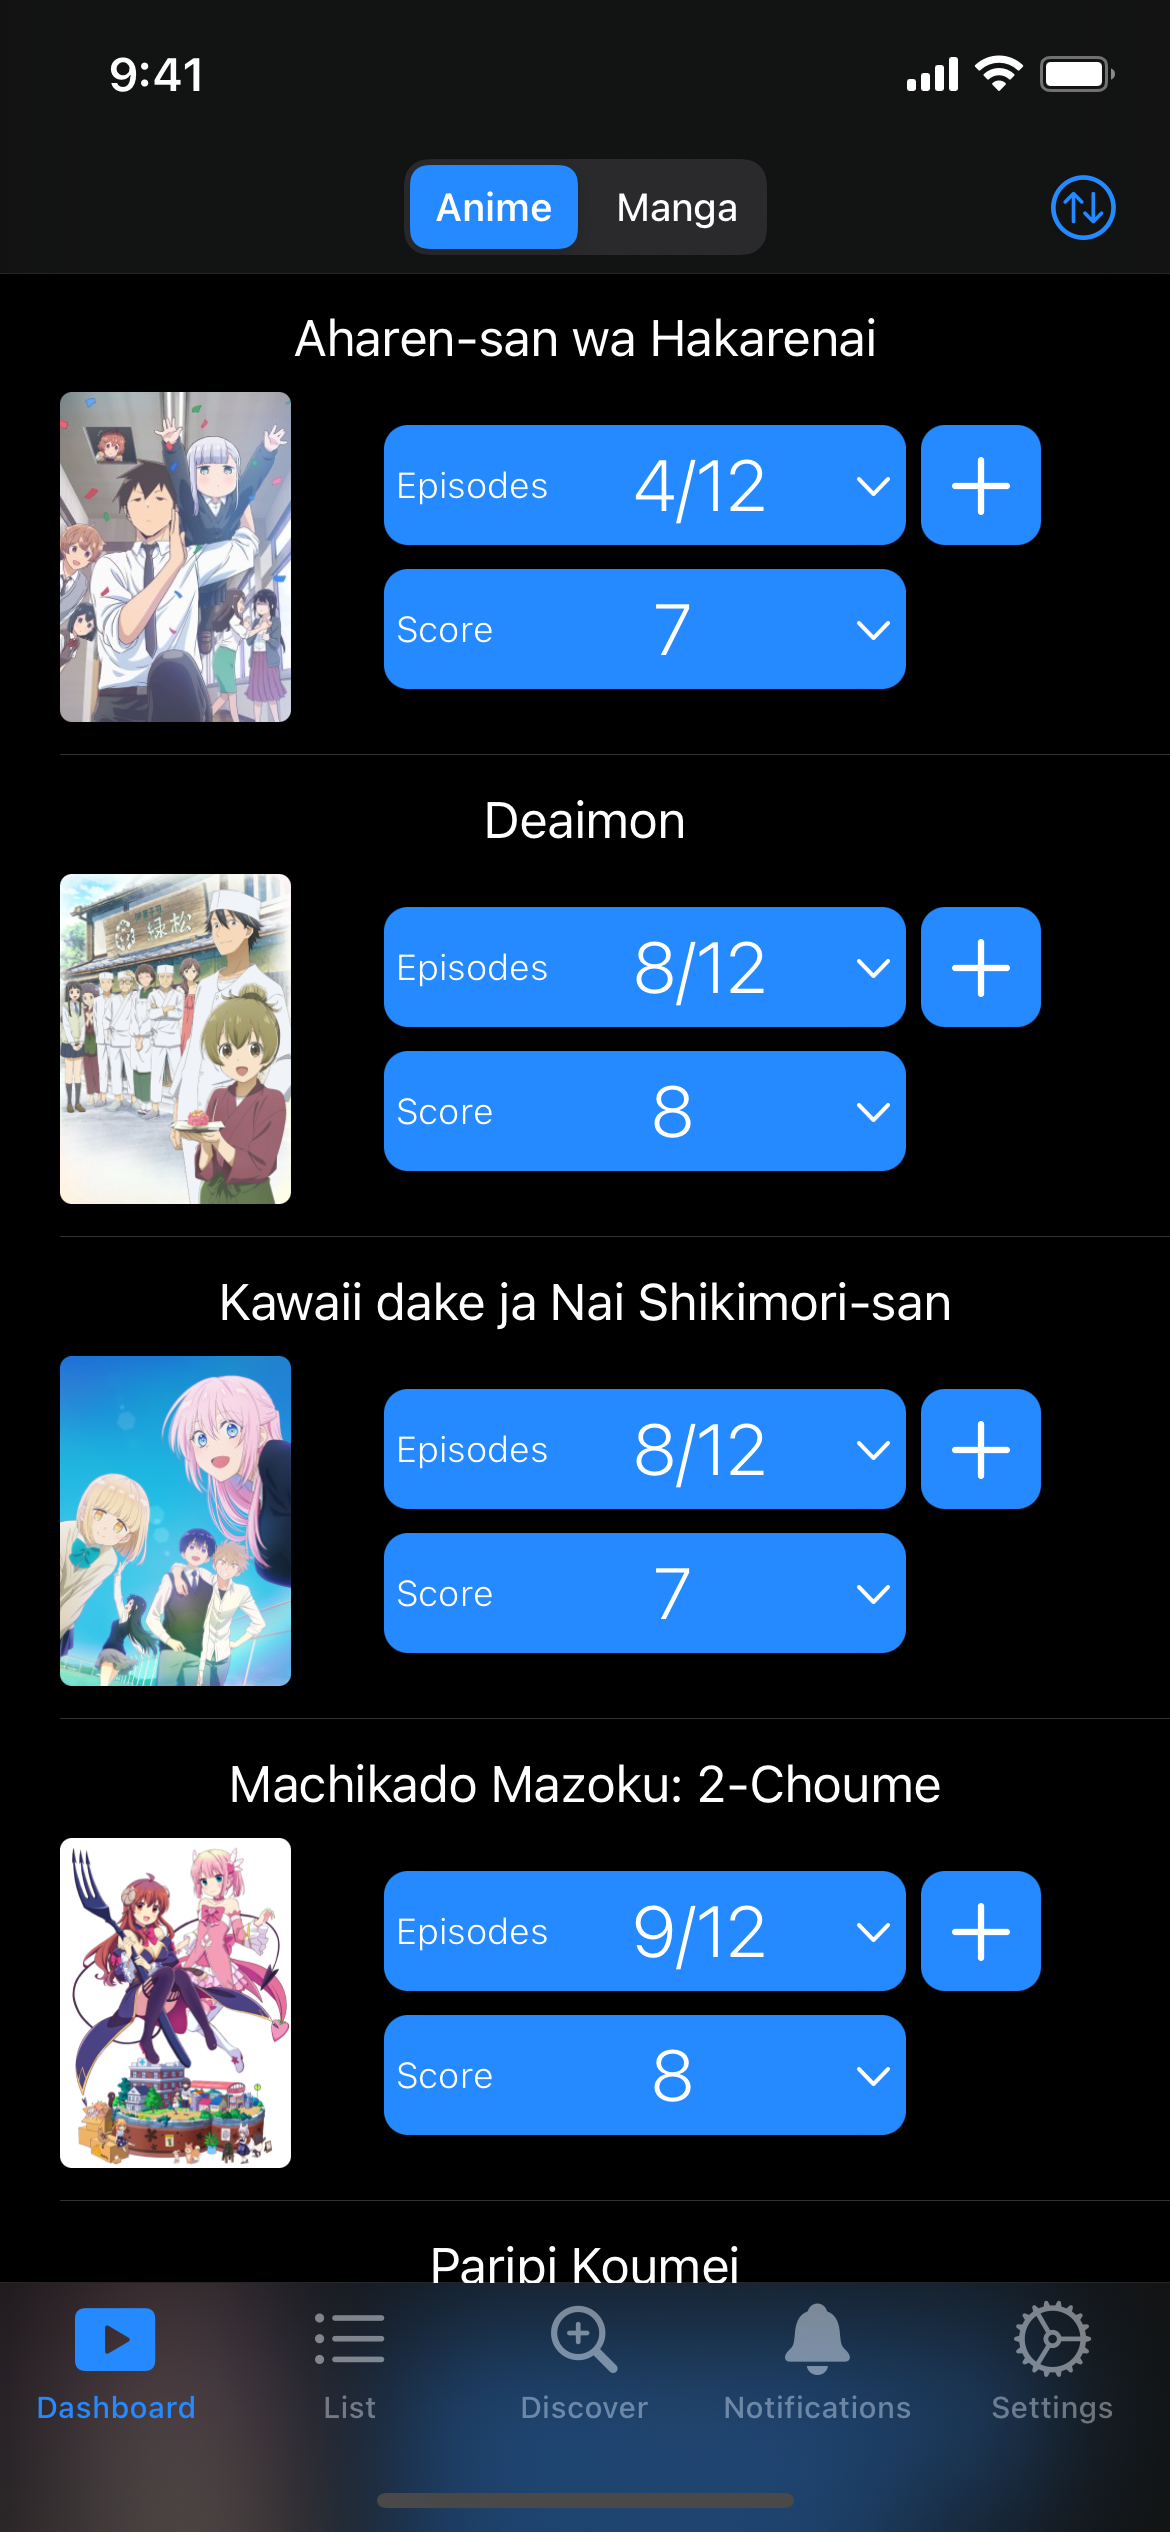 9:41
Anime
Manga
Aharen-san wa Hakarenai
Episodes 4/12
Score 7
Deaimon
緑松
Episodes 8/12
Score 8
Kawaii dake ja Nai Shikimori-san
Episodes 8/12
Score 7
Machikado Mazoku: 2-Choume
Episodes 9/12
Score 8
Paripi Koumei
Dashboard
List
Discover
Notifications
Settings